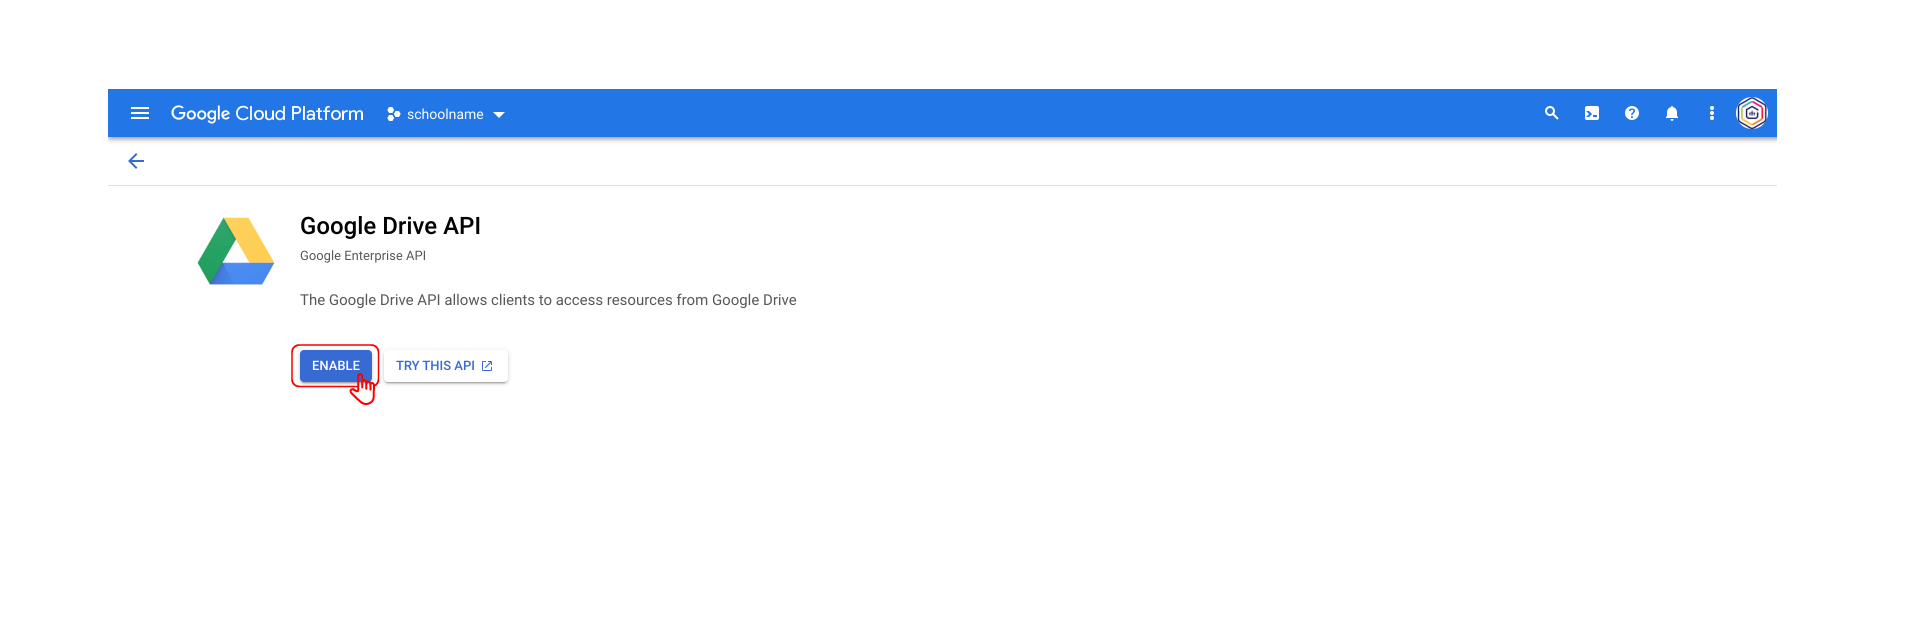 Google Cloud Platform schoolname
Google Drive API
Google Enterprise API
The Google Drive API allows clients to access resources from Google Drive
ENABLE TRY THIS API